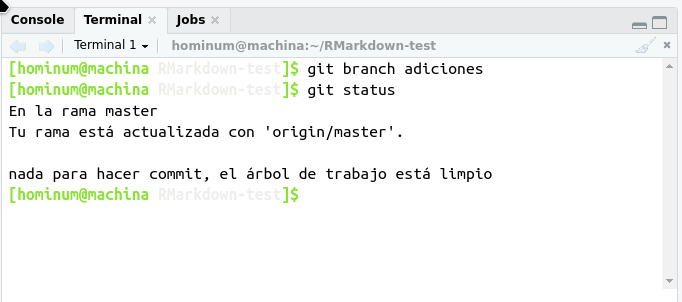 Console Terminal Jobs
Terminal 1 hominum@machina:~/RMarkdown-test
[hominum@machina RMarkdown-test]$ git branch adiciones
[hominum@machina RMarkdown-test]$ git status
En la rama master
Tu rama está actualizada con 'origin/master'.
nada para hacer commit, el árbol de trabajo está limpio
[hominum@machina RMarkdown-test]$